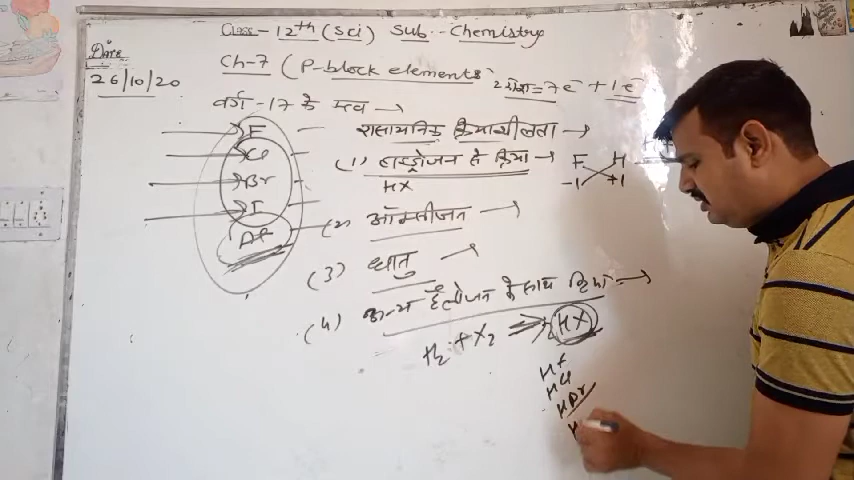 Class - 12th (Sci) Sub - Chemistry
Date
26/10/20
Ch-7 (P-block elements)
= 7e⁻ + 1e⁻
वर्ग - 17 के तत्व →
F
Cl
Br
I
At
रासायनिक क्रियाशीलता →
(1) हाइड्रोजन से क्रिया →
HX
F H
-1 +1
(2) ऑक्सीजन →
(3) धातु →
(4) अन्य हैलोजन के साथ क्रिया →
H₂ + X₂ ⇒ 2HX
HF
HCl
HBr
H